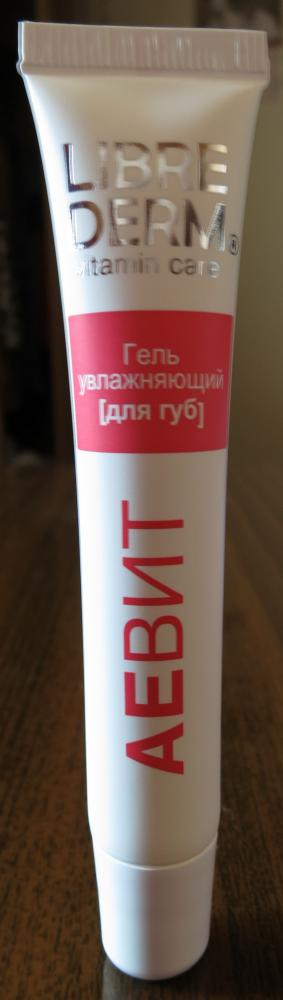 LIBRE
DERM®
vitamin care
Гель
увлажняющий
[для губ]
АЕВИТ